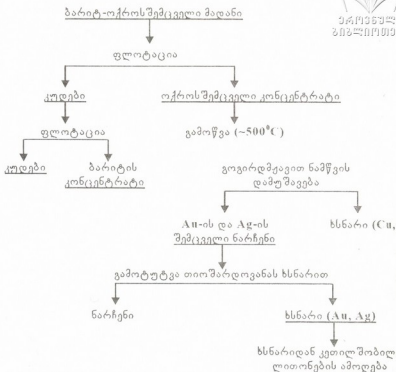 ბარიტ-ოქროსშემცველი მადანი
ფლოტაცია
კუდები ოქროსშემცველი კონცენტრატი
ფლოტაცია გამოწვა (~500°C)
კუდები ბარიტის კონცენტრატი
გოგირდმჟავით ნამწვის დამუშავება
Au-ის და Ag-ის შემცველი ნარჩენი
ხსნარი (Cu,
გამოტუტვა თიოშარდოვანას ხსნარით
ნარჩენი ხსნარი (Au, Ag)
ხსნარიდან კეთილშობილ
ლითონების ამოღება